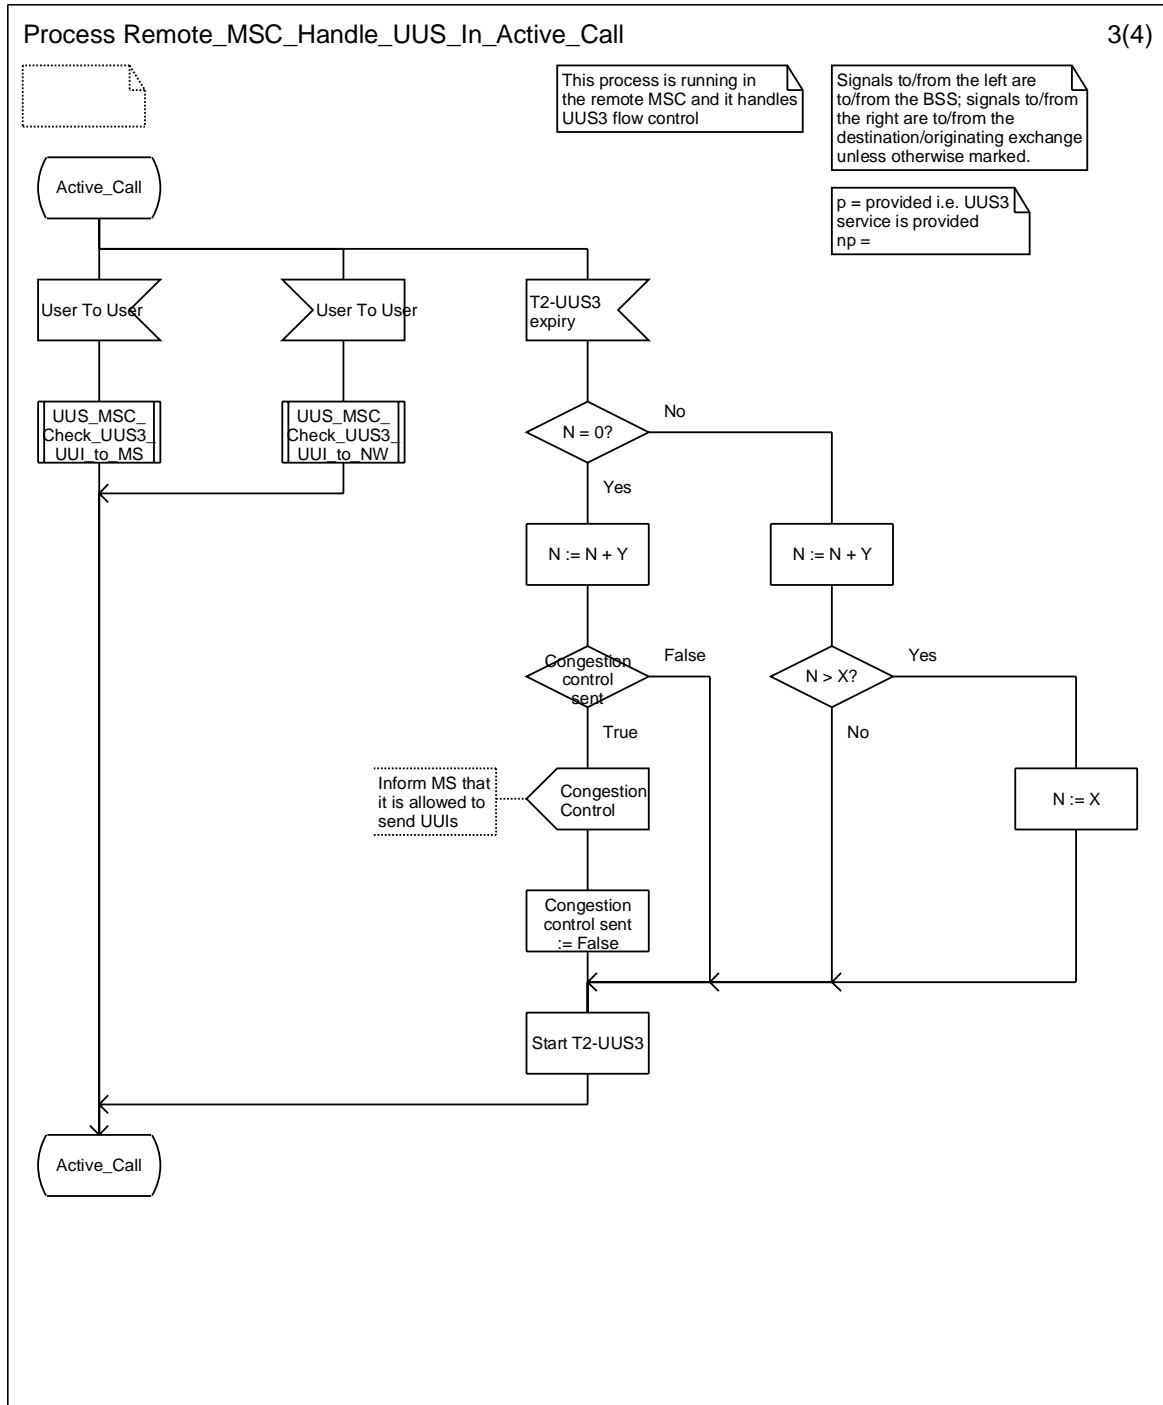 Process Remote_MSC_Handle_UUS_In_Active_Call
3(4)
This process is running in
the remote MSC and it handles
UUS3 flow control
Signals to/from the left are
to/from the BSS; signals to/from
the right are to/from the
destination/originating exchange
unless otherwise marked.
p = provided i.e. UUS3
service is provided
np =
Active_Call
User To User
User To User
T2-UUS3
expiry
UUS_MSC_
Check_UUS3_
UUI_to_MS
UUS_MSC_
Check_UUS3_
UUI_to_NW
N = 0?
No
Yes
N := N + Y
N := N + Y
Congestion
control
sent
False
True
N > X?
Yes
No
Inform MS that
it is allowed to
send UUIs
Congestion
Control
N := X
Congestion
control sent
:= False
Start T2-UUS3
Active_Call